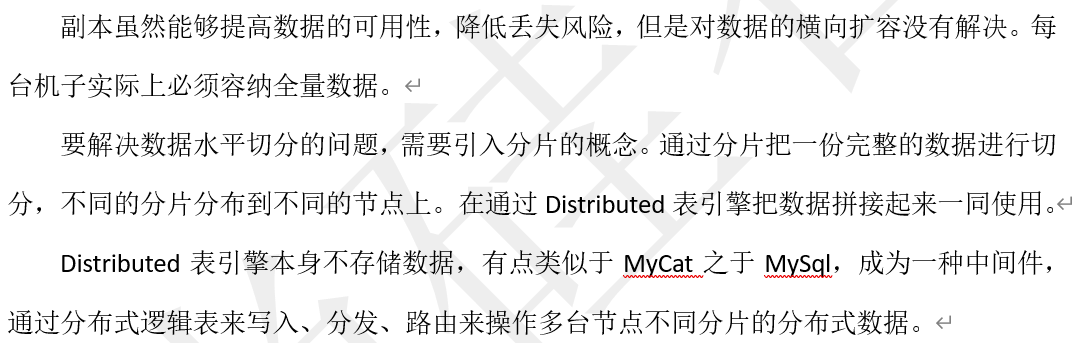 副本虽然能够提高数据的可用性，降低丢失风险，但是对数据的横向扩容没有解决。每
台机子实际上必须容纳全量数据。
要解决数据水平切分的问题，需要引入分片的概念。通过分片把一份完整的数据进行切
分，不同的分片分布到不同的节点上。在通过 Distributed 表引擎把数据拼接起来一同使用。
Distributed 表引擎本身不存储数据，有点类似于 MyCat 之于 MySql，成为一种中间件，
通过分布式逻辑表来写入、分发、路由来操作多台节点不同分片的分布式数据。